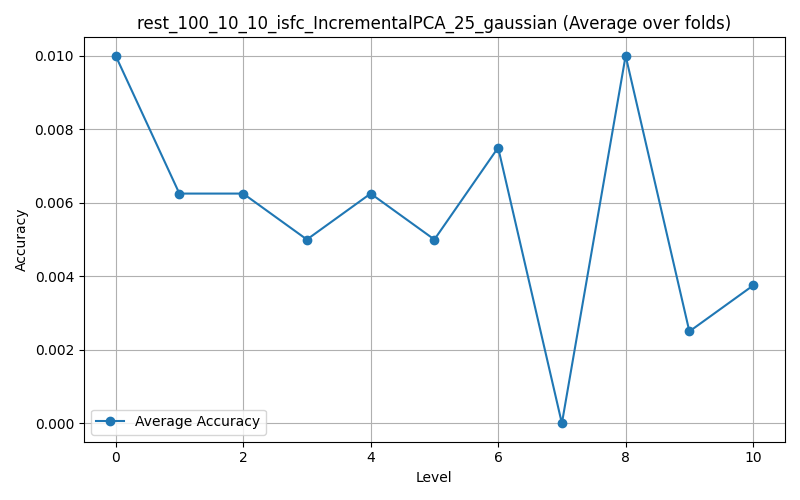 rest_100_10_10_isfc_IncrementalPCA_25_gaussian (Average over folds)
Accuracy
0.010
0.008
0.006
0.004
0.002
0.000
Average Accuracy
0 2 4 6 8 10
Level